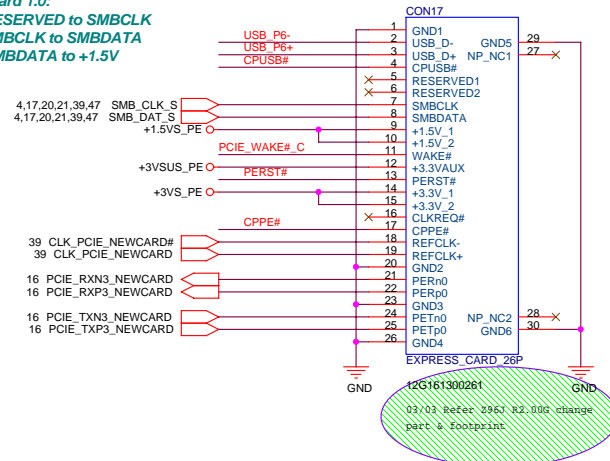 ard 1.0:
ESERVED to SMBCLK
MBCLK to SMBDATA
MBDATA to +1.5V
CON17
USB_P6- 1 GND1
USB_P6+ 2 USB_D- GND5 29
CPUSB# 3 USB_D+ NP_NC1 27
4 CPUSB#
5 RESERVED1
6 RESERVED2
4,17,20,21,39,47 SMB_CLK_S 7 SMBCLK
4,17,20,21,39,47 SMB_DAT_S 8 SMBDATA
+1.5VS_PE 9 +1.5V_1
10 +1.5V_2
PCIE_WAKE#_C 11 WAKE#
+3VSUS_PE 12 +3.3VAUX
PERST# 13 PERST#
+3VS_PE 14 +3.3V_1
15 +3.3V_2
16 CLKREQ#
CPPE# 17 CPPE#
39 CLK_PCIE_NEWCARD# 18 REFCLK-
39 CLK_PCIE_NEWCARD 19 REFCLK+
20 GND2
16 PCIE_RXN3_NEWCARD 21 PERn0
16 PCIE_RXP3_NEWCARD 22 PERp0
23 GND3
16 PCIE_TXN3_NEWCARD 24 PETn0 NP_NC2 28
16 PCIE_TXP3_NEWCARD 25 PETp0 GND6 30
26 GND4
EXPRESS_CARD_26P
GND 12G161300261 GND
03/03 Refer Z96J R2.00G change
part & footprint